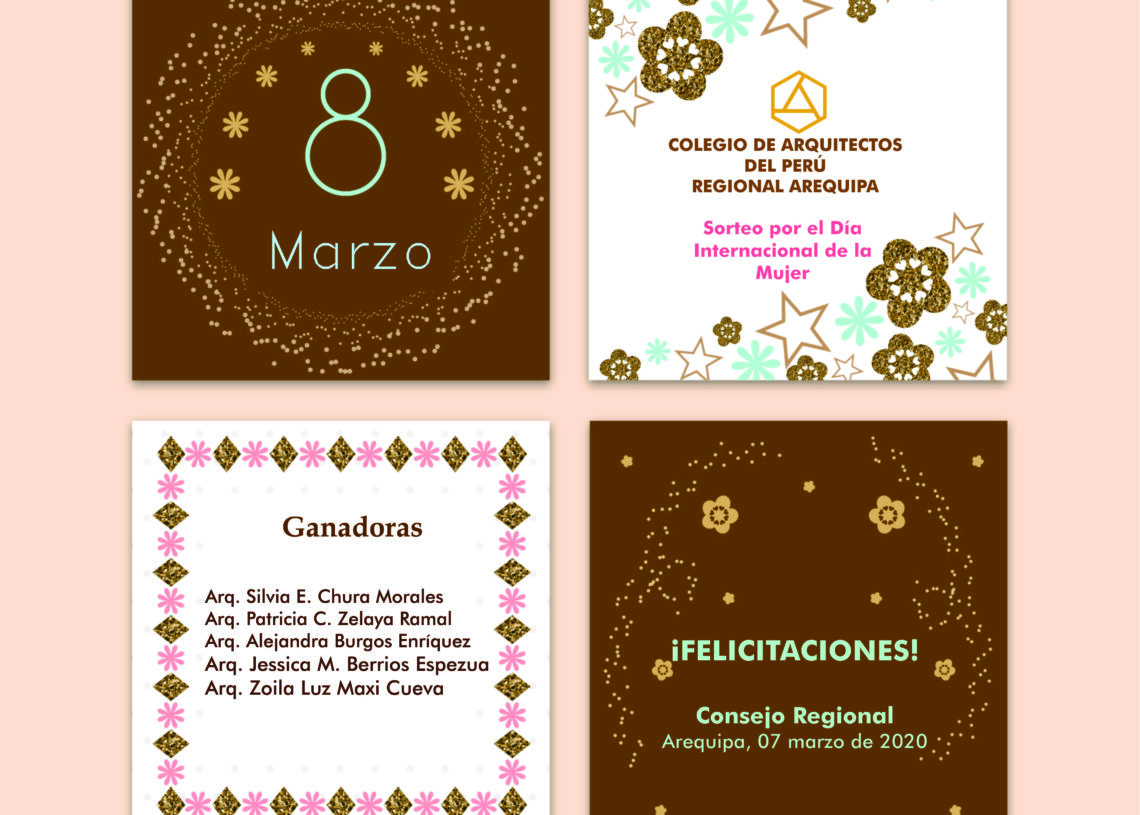 8
Marzo
COLEGIO DE ARQUITECTOS
DEL PERÚ
REGIONAL AREQUIPA
Sorteo por el Día
Internacional de la
Mujer
Ganadoras
Arq. Silvia E. Chura Morales
Arq. Patricia C. Zelaya Ramal
Arq. Alejandra Burgos Enríquez
Arq. Jessica M. Berrios Espezua
Arq. Zoila Luz Maxi Cueva
¡FELICITACIONES!
Consejo Regional
Arequipa, 07 marzo de 2020